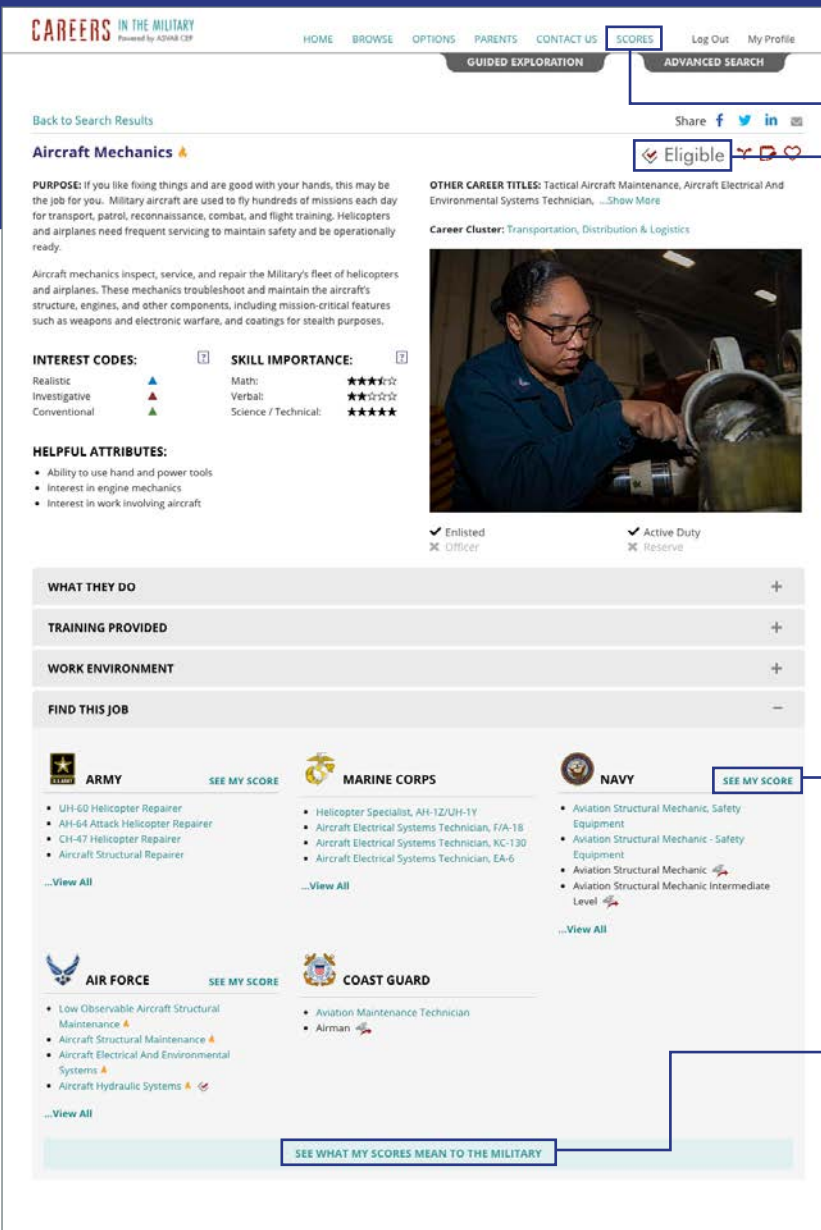 CAREERS IN THE MILITARY
Powered by ASVAB CEP
HOME BROWSE OPTIONS PARENTS CONTACT US SCORES Log Out My Profile
GUIDED EXPLORATION ADVANCED SEARCH
Back to Search Results
Share
Aircraft Mechanics
Eligible
PURPOSE: If you like fixing things and are good with your hands, this may be
the job for you. Military aircraft are used to fly hundreds of missions each day
for transport, patrol, reconnaissance, combat, and flight training. Helicopters
and airplanes need frequent servicing to maintain safety and be operationally
ready.
Aircraft mechanics inspect, service, and repair the Military's fleet of helicopters
and airplanes. These mechanics troubleshoot and maintain the aircraft's
structure, engines, and other components, including mission-critical features
such as weapons and electronic warfare, and coatings for stealth purposes.
OTHER CAREER TITLES: Tactical Aircraft Maintenance, Aircraft Electrical And
Environmental Systems Technician, ...Show More
Career Cluster: Transportation, Distribution & Logistics
INTEREST CODES: ?
Realistic
Investigative
Conventional
SKILL IMPORTANCE: ?
Math:
Verbal:
Science / Technical:
HELPFUL ATTRIBUTES:
• Ability to use hand and power tools
• Interest in engine mechanics
• Interest in work involving aircraft
Enlisted
Officer
Active Duty
Reserve
WHAT THEY DO +
TRAINING PROVIDED +
WORK ENVIRONMENT +
FIND THIS JOB −
U.S.ARMY
ARMY SEE MY SCORE
• UH-60 Helicopter Repairer
• AH-64 Attack Helicopter Repairer
• CH-47 Helicopter Repairer
• Aircraft Structural Repairer
...View All
MARINE CORPS
• Helicopter Specialist, AH-1Z/UH-1Y
• Aircraft Electrical Systems Technician, F/A-18
• Aircraft Electrical Systems Technician, KC-130
• Aircraft Electrical Systems Technician, EA-6
...View All
NAVY SEE MY SCORE
• Aviation Structural Mechanic, Safety
Equipment
• Aviation Structural Mechanic - Safety
Equipment
• Aviation Structural Mechanic
• Aviation Structural Mechanic Intermediate
Level
...View All
AIR FORCE SEE MY SCORE
• Low Observable Aircraft Structural
Maintenance
• Aircraft Structural Maintenance
• Aircraft Electrical And Environmental
Systems
• Aircraft Hydraulic Systems
...View All
COAST GUARD
• Aviation Maintenance Technician
• Airman
SEE WHAT MY SCORES MEAN TO THE MILITARY